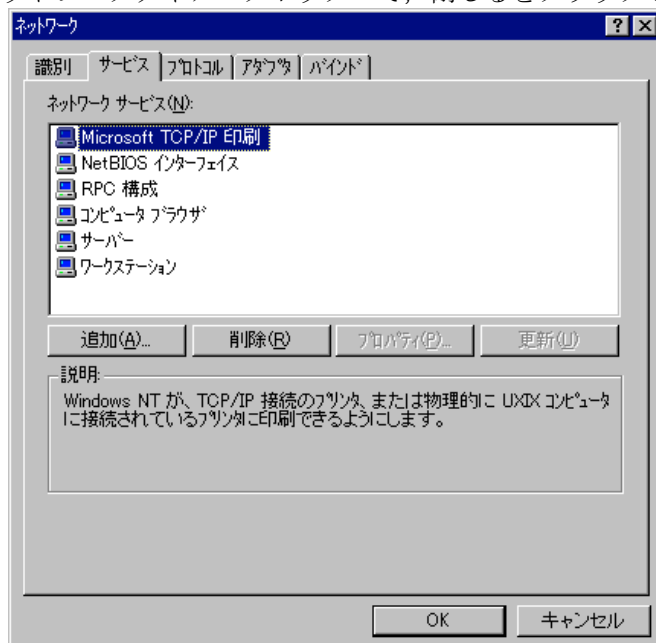 ネットワーク
識別 サービス プロトコル アダプタ バインド
ネットワーク サービス(N):
Microsoft TCP/IP 印刷
NetBIOS インターフェイス
RPC 構成
コンピュータ ブラウザ
サーバー
ワークステーション
追加(A)... 削除(R) プロパティ(P)... 更新(U)
説明:
Windows NT が、TCP/IP 接続のプリンタ、または物理的に UXIX コンピュータ
に接続されているプリンタに印刷できるようにします。
OK キャンセル